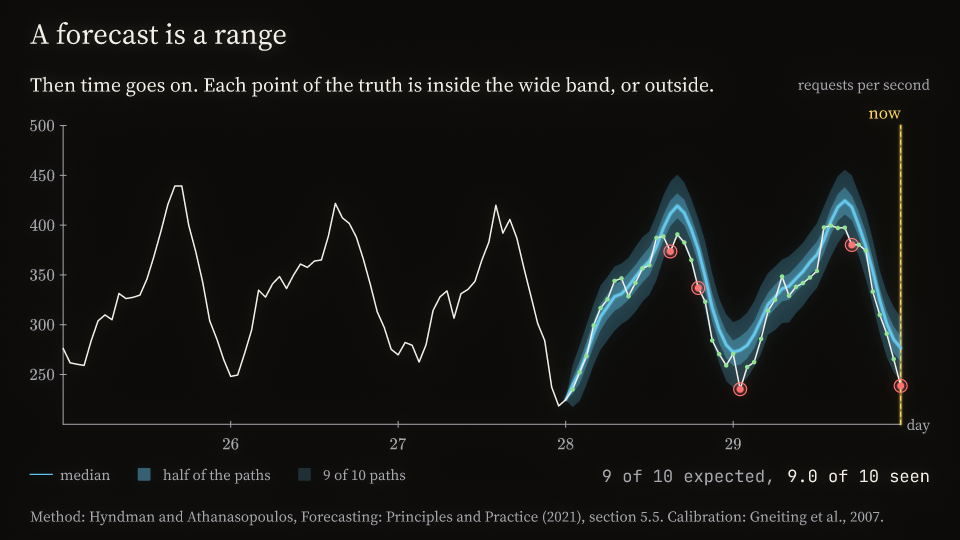 A forecast is a range
Then time goes on. Each point of the truth is inside the wide band, or outside.
requests per second
now
500
450
400
350
300
250
26
27
28
29
day
median
half of the paths
9 of 10 paths
9 of 10 expected, 9.0 of 10 seen
Method: Hyndman and Athanasopoulos, Forecasting: Principles and Practice (2021), section 5.5. Calibration: Gneiting et al., 2007.